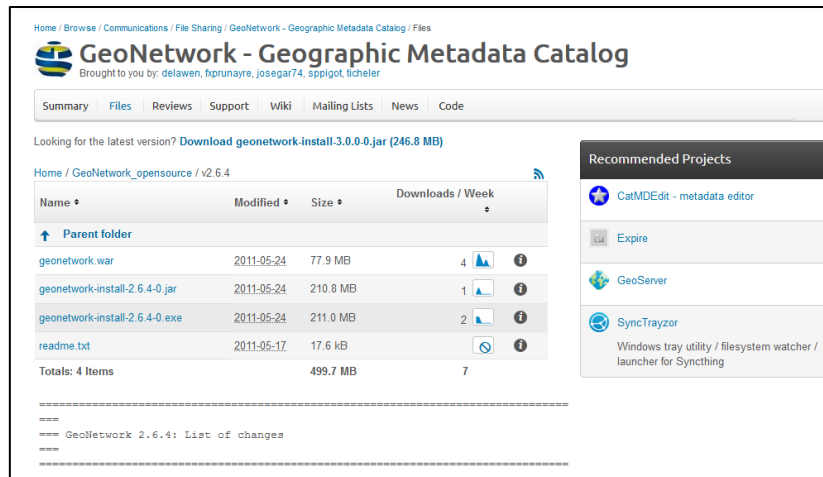 Home / Browse / Communications / File Sharing / GeoNetwork - Geographic Metadata Catalog / Files
GeoNetwork - Geographic Metadata Catalog
Brought to you by: delawen, fxprunayre, josegar74, sppigot, ticheler
Summary Files Reviews Support Wiki Mailing Lists News Code
Looking for the latest version? Download geonetwork-install-3.0.0-0.jar (246.8 MB)
Home / GeoNetwork_opensource / v2.6.4
Name Modified Size Downloads / Week
Parent folder
geonetwork.war 2011-05-24 77.9 MB 4
geonetwork-install-2.6.4-0.jar 2011-05-24 210.8 MB 1
geonetwork-install-2.6.4-0.exe 2011-05-24 211.0 MB 2
readme.txt 2011-05-17 17.6 kB
Totals: 4 Items 499.7 MB 7
================================================================================
===
=== GeoNetwork 2.6.4: List of changes
===
================================================================================
Recommended Projects
CatMDEdit - metadata editor
Expire
GeoServer
SyncTrayzor
Windows tray utility / filesystem watcher /
launcher for Syncthing